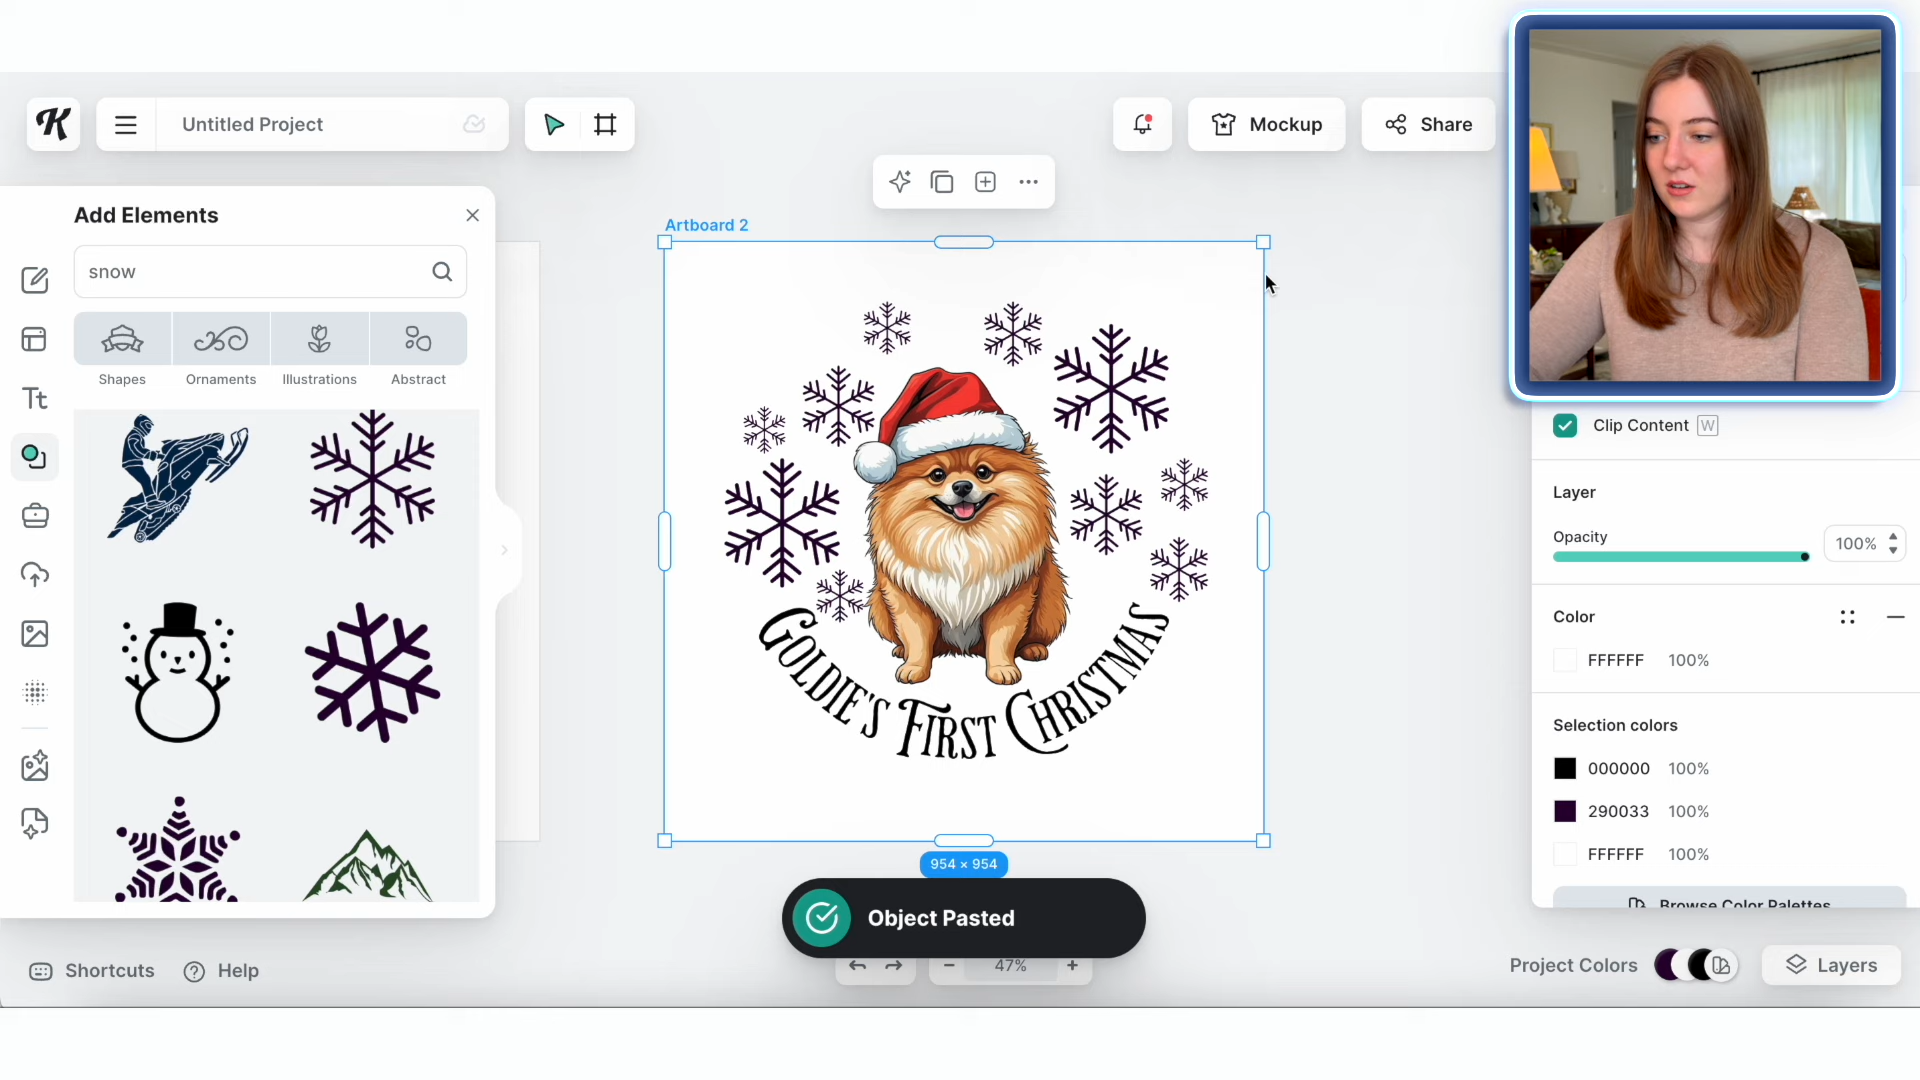 K
Untitled Project
Mockup
Share
Add Elements
snow
Shapes
Ornaments
Illustrations
Abstract
Artboard 2
GOLDIE'S FIRST CHRISTMAS
954 × 954
Object Pasted
47%
Clip Content W
Layer
Opacity
100%
Color
FFFFFF 100%
Selection colors
000000 100%
290033 100%
FFFFFF 100%
Browse Color Palettes
Shortcuts
Help
Project Colors
Layers